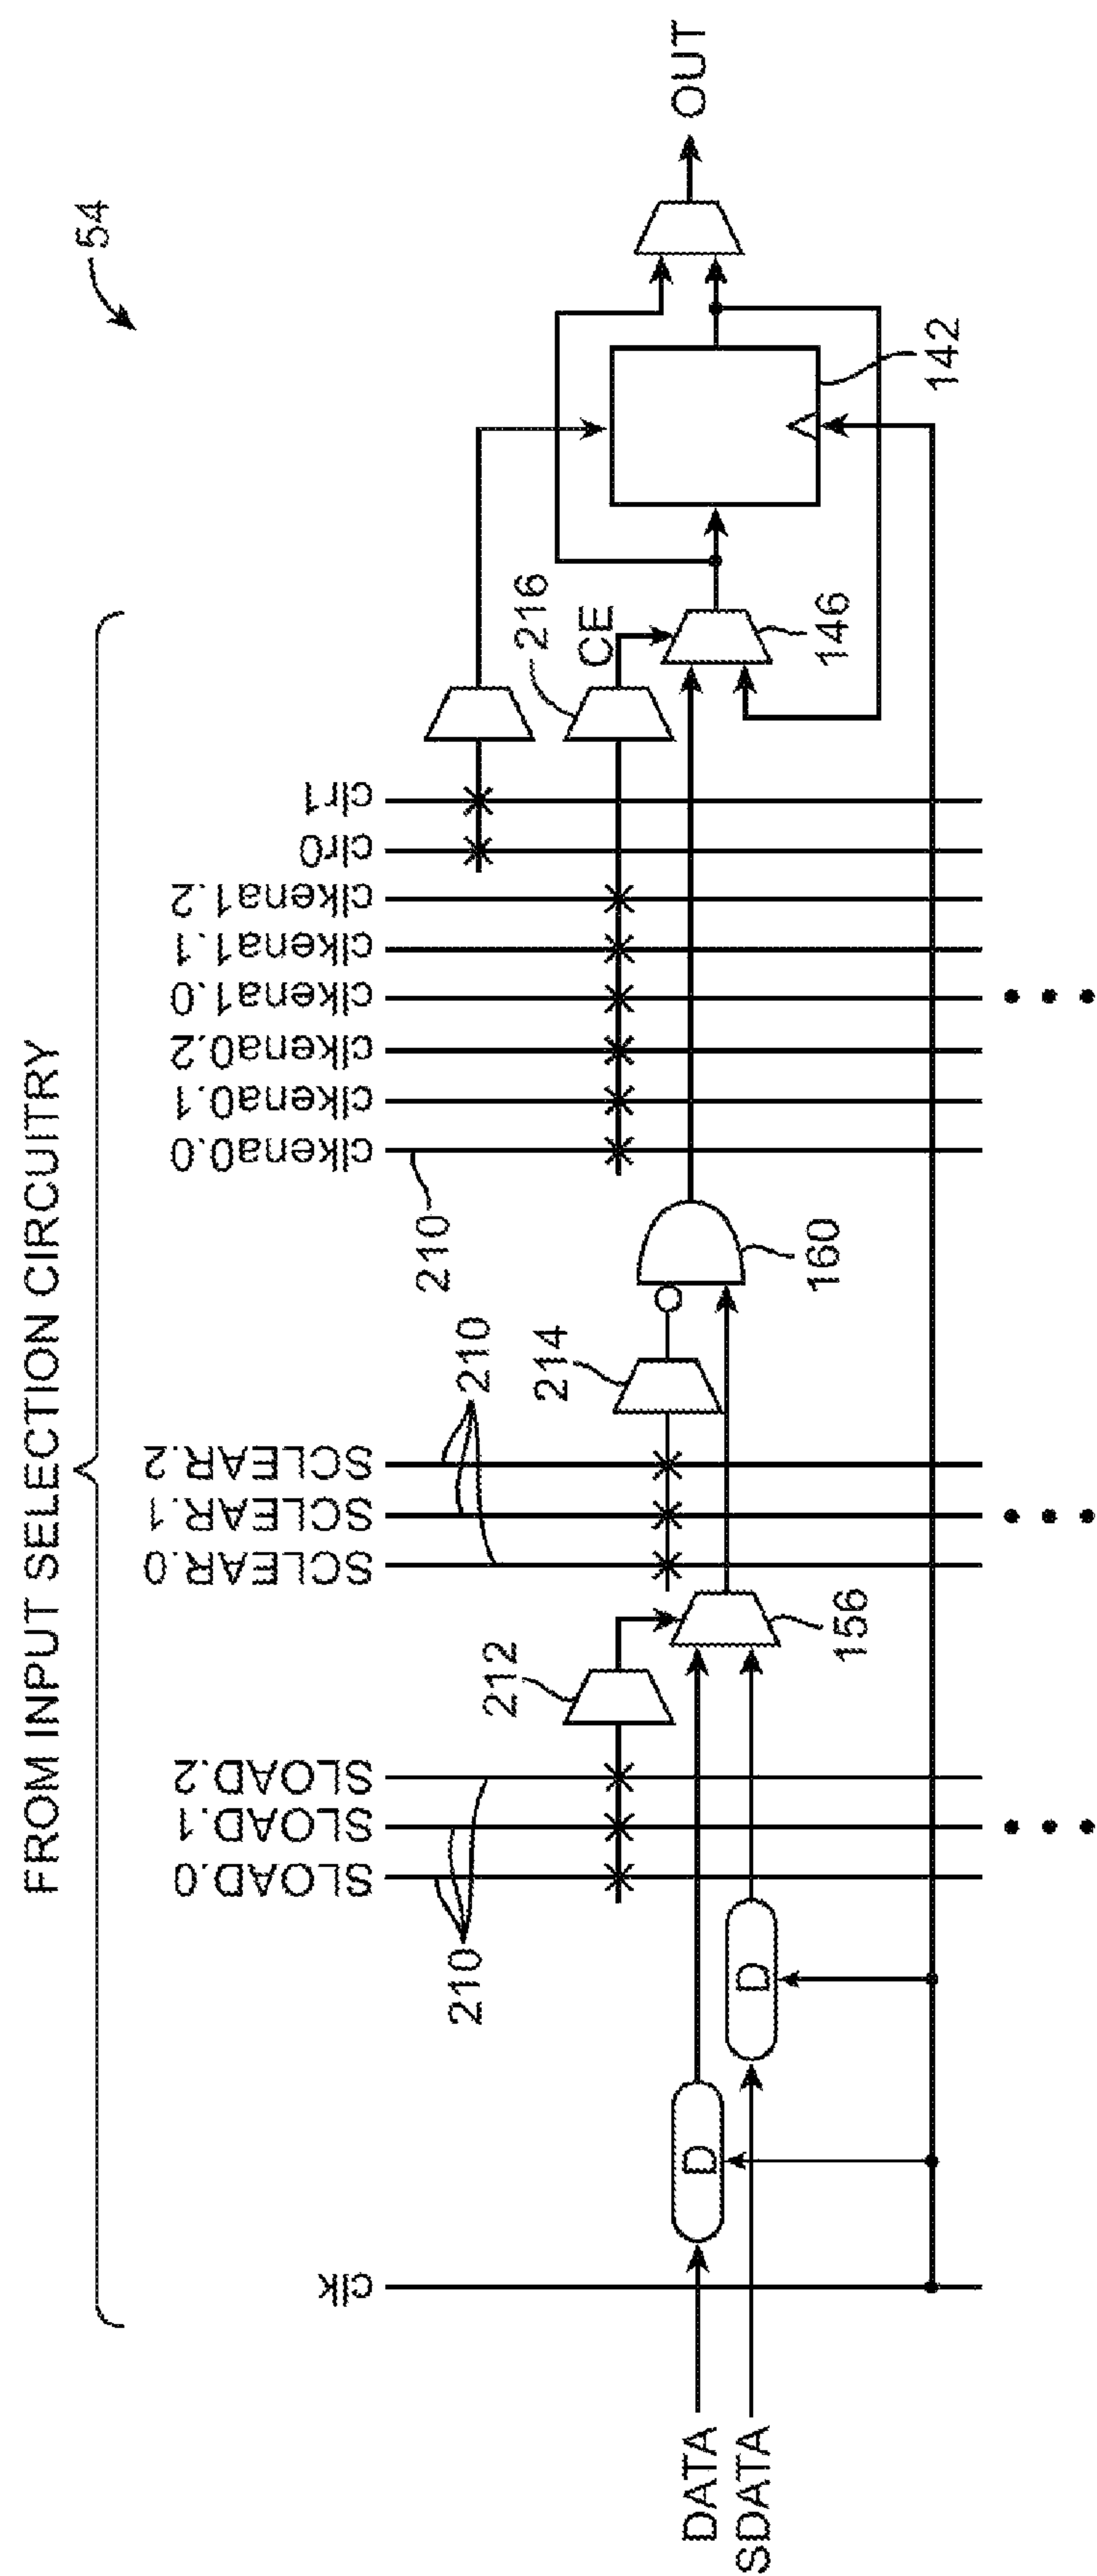 FROM INPUT SELECTION CIRCUITRY
54
clk
SLOAD.0
SLOAD.1
SLOAD.2
SCLEAR.0
SCLEAR.1
SCLEAR.2
clkena0.0
clkena0.1
clkena0.2
clkena1.0
clkena1.1
clkena1.2
clr0
clr1
210
210
210
212
214
216
CE
DATA
SDATA
D
D
156
160
146
142
OUT